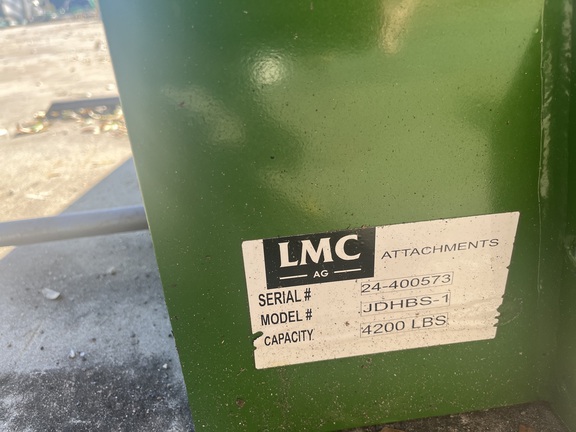 LMC ATTACHMENTS
AG
SERIAL # 24-400573
MODEL # JDHBS-1
CAPACITY 4200 LBS